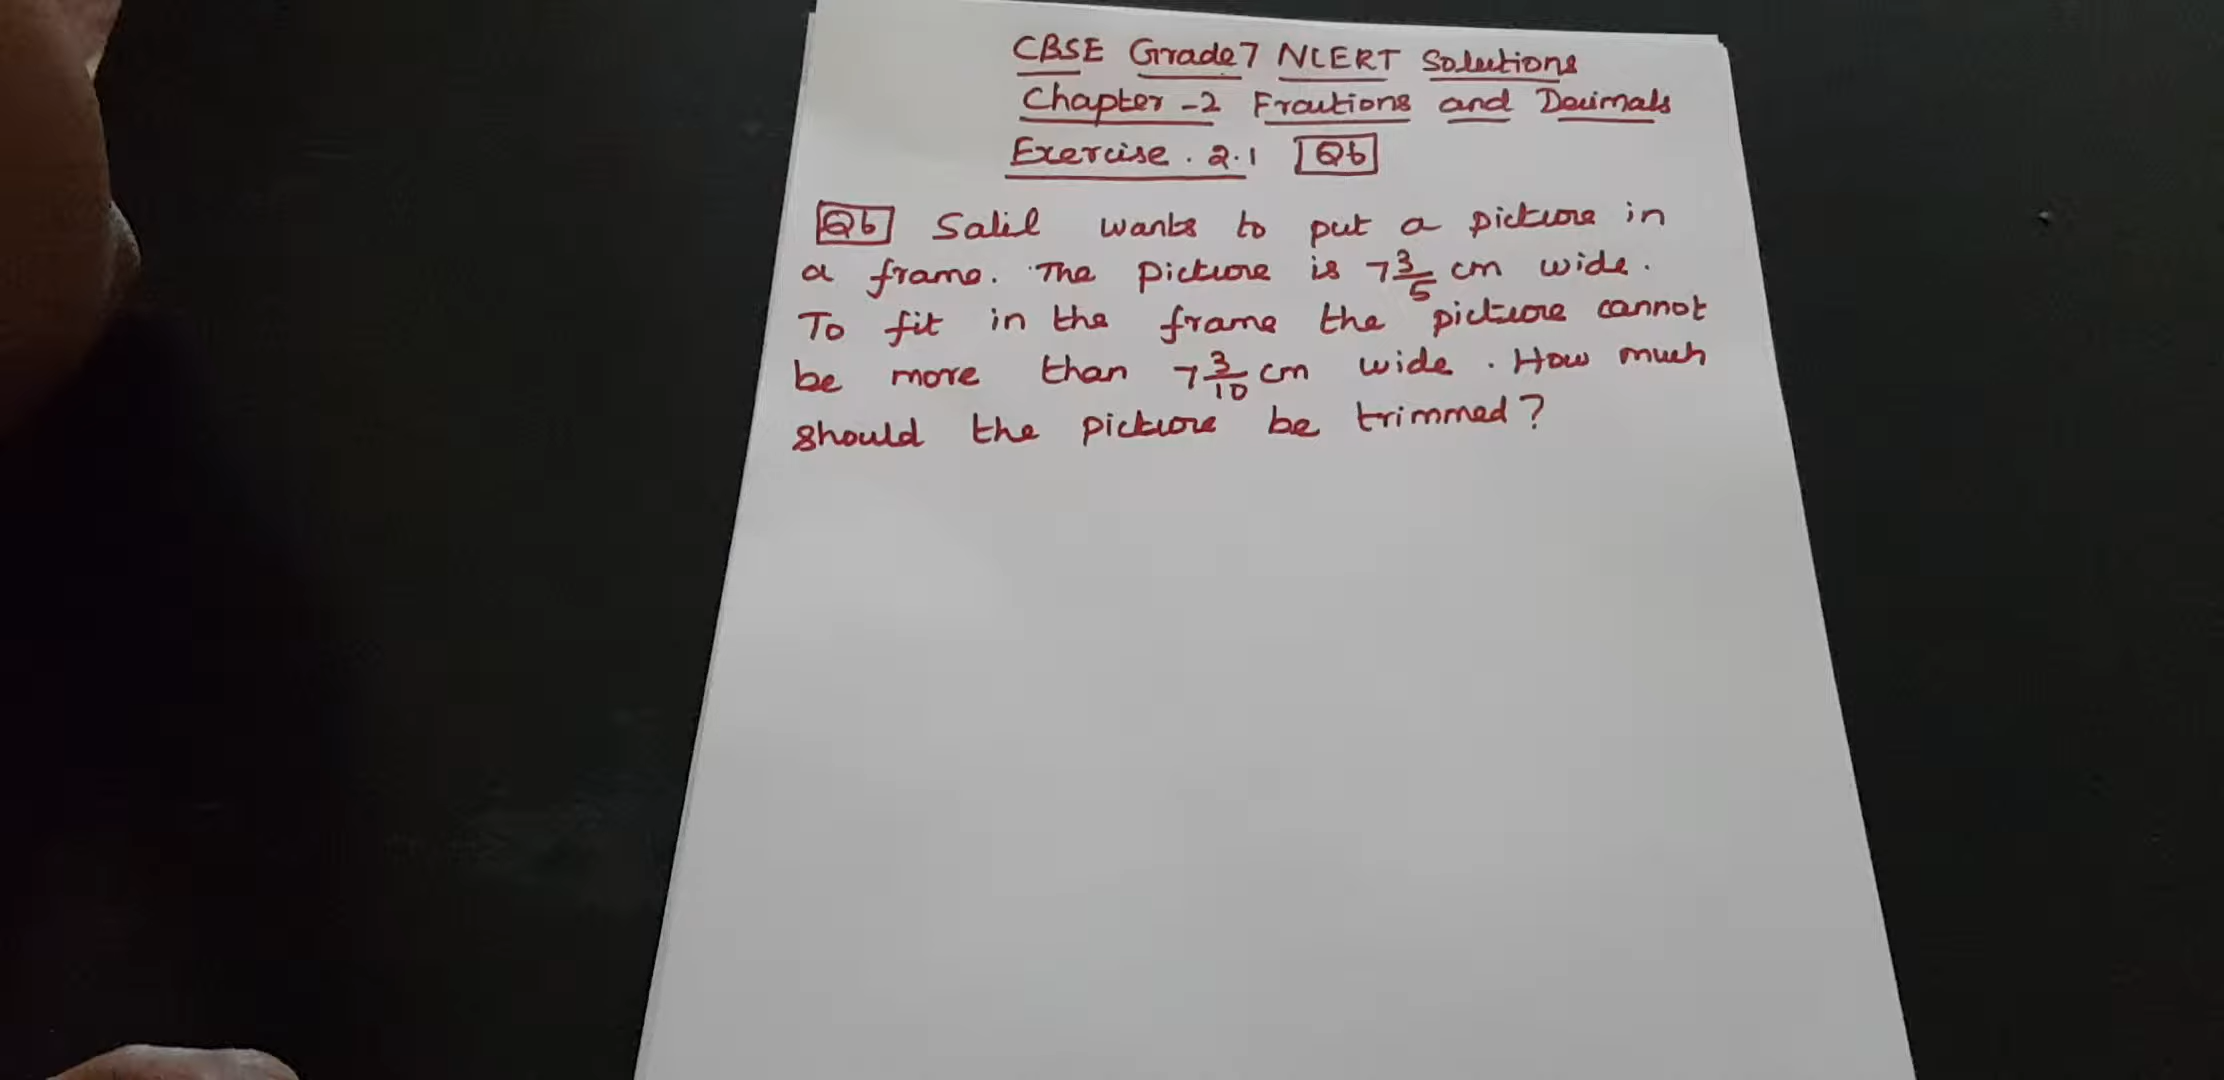 CBSE Grade 7 NCERT Solutions
Chapter - 2 Fractions and Decimals
Exercise . 2.1 Q6
Q6 Salil wants to put a picture in
a frame. The picture is 7 3/5 cm wide.
To fit in the frame the picture cannot
be more than 7 3/10 cm wide. How much
should the picture be trimmed?